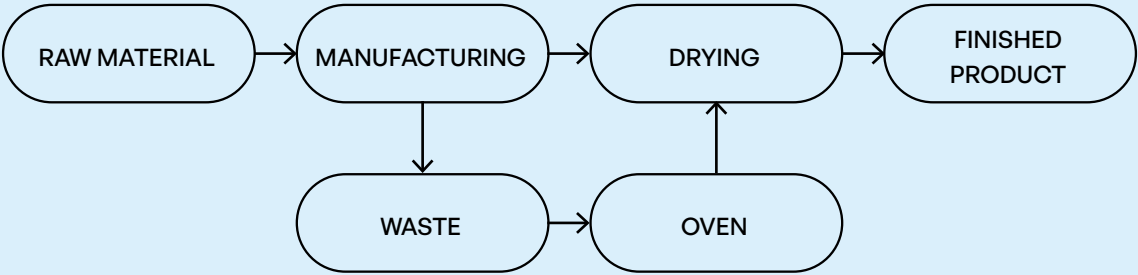 RAW MATERIAL
MANUFACTURING
DRYING
FINISHED
PRODUCT
WASTE
OVEN